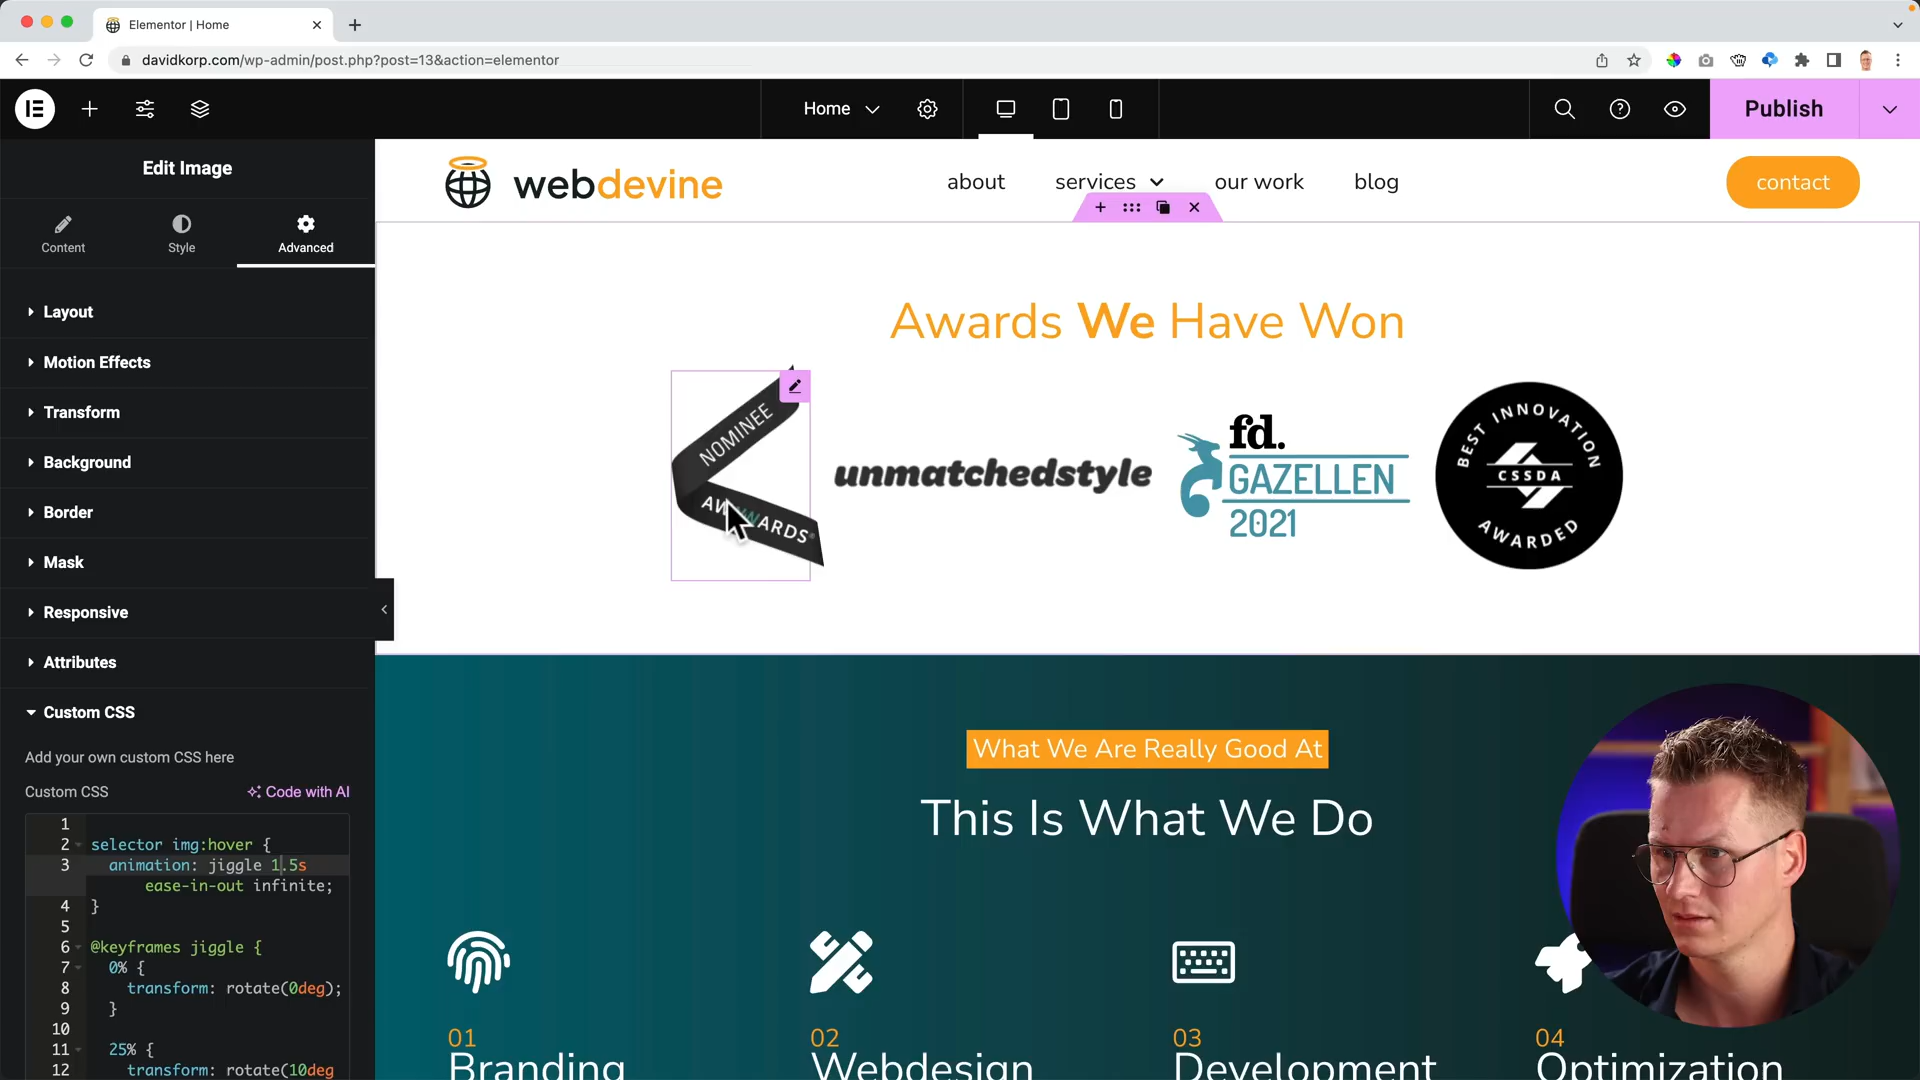 Elementor | Home
davidkorp.com/wp-admin/post.php?post=13&action=elementor
Home
Publish
Edit Image
Content
Style
Advanced
Layout
Motion Effects
Transform
Background
Border
Mask
Responsive
Attributes
Custom CSS
Add your own custom CSS here
Custom CSS
Code with AI
1
2 selector img:hover {
3 animation: jiggle 1.5s
ease-in-out infinite;
4 }
5
6 @keyframes jiggle {
7 0% {
8 transform: rotate(0deg);
9 }
10
11 25% {
12 transform: rotate(10deg
webdevine
about
services
our work
blog
contact
Awards We Have Won
NOMINEE
unmatchedstyle
fd.
GAZELLEN
2021
BEST INNOVATION
CSSDA
AWARDED
What We Are Really Good At
This Is What We Do
01
Branding
02
Webdesign
03
Development
04
Optimization